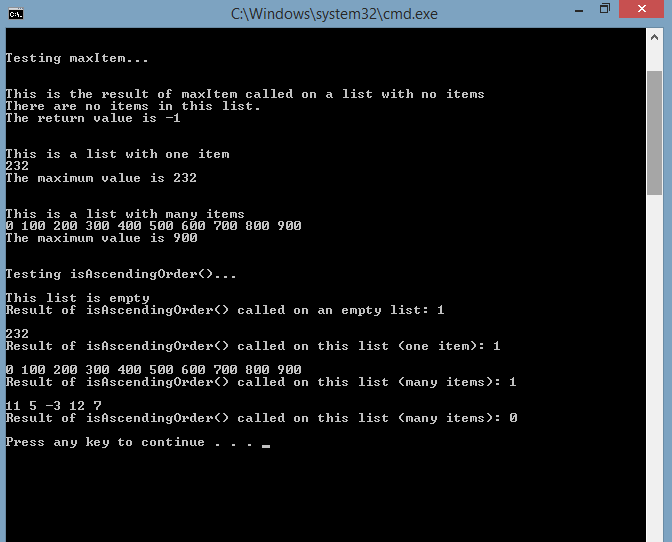 C:\Windows\system32\cmd.exe
Testing maxItem...
This is the result of maxItem called on a list with no items
There are no items in this list.
The return value is -1
This is a list with one item
232
The maximum value is 232
This is a list with many items
0 100 200 300 400 500 600 700 800 900
The maximum value is 900
Testing isAscendingOrder()...
This list is empty
Result of isAscendingOrder() called on an empty list: 1
232
Result of isAscendingOrder() called on this list (one item): 1
0 100 200 300 400 500 600 700 800 900
Result of isAscendingOrder() called on this list (many items): 1
11 5 -3 12 7
Result of isAscendingOrder() called on this list (many items): 0
Press any key to continue . . . _